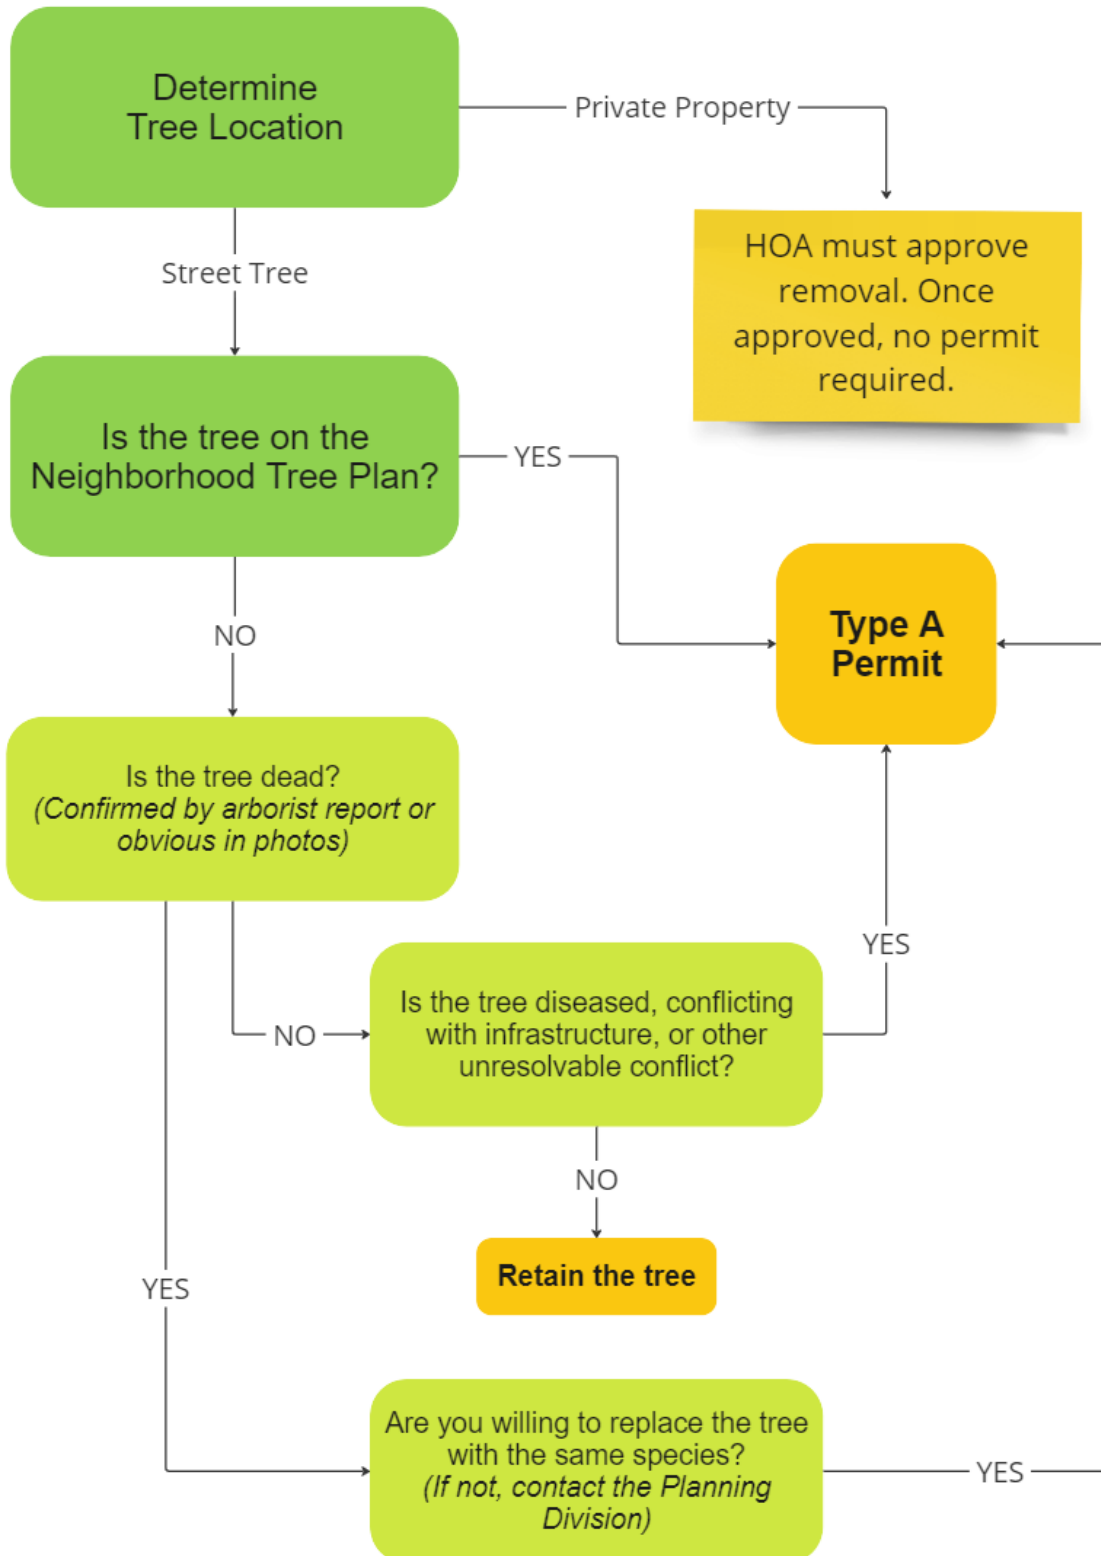 Determine
Tree Location
Private Property
HOA must approve
removal. Once
approved, no permit
required.
Street Tree
Is the tree on the
Neighborhood Tree Plan?
YES
Type A
Permit
NO
Is the tree dead?
(Confirmed by arborist report or
obvious in photos)
YES
NO
Is the tree diseased, conflicting
with infrastructure, or other
unresolvable conflict?
NO
Retain the tree
YES
Are you willing to replace the tree
with the same species?
(If not, contact the Planning
Division)
YES